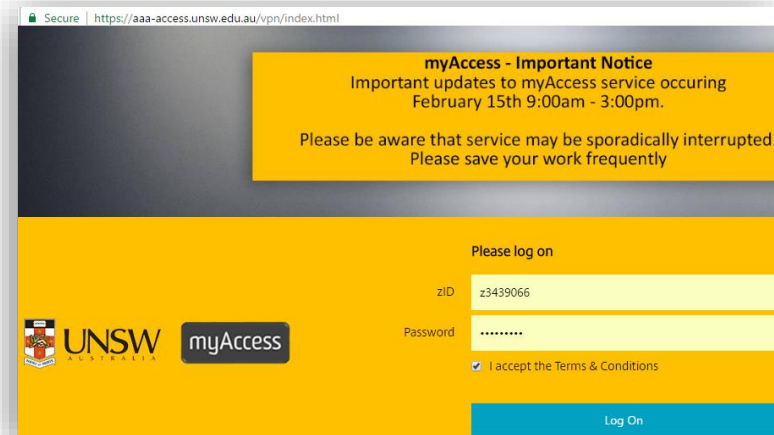 Secure | https://aaa-access.unsw.edu.au/vpn/index.html
myAccess - Important Notice
Important updates to myAccess service occuring
February 15th 9:00am - 3:00pm.
Please be aware that service may be sporadically interrupted.
Please save your work frequently
Please log on
zID z3439066
Password •••••••••
I accept the Terms & Conditions
UNSW
AUSTRALIA
myAccess
Log On